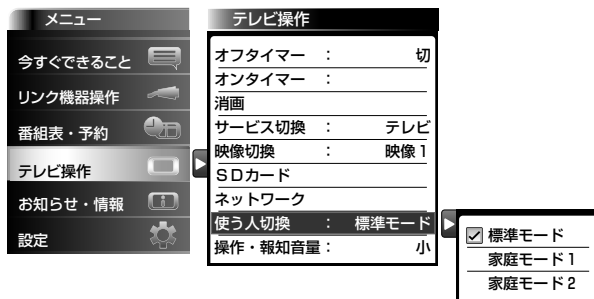 メニュー
今すぐできること
リンク機器操作
番組表・予約
テレビ操作
お知らせ・情報
設定
テレビ操作
オフタイマー : 切
オンタイマー :
消画
サービス切換 : テレビ
映像切換 : 映像1
SDカード
ネットワーク
使う人切換 : 標準モード
操作・報知音量 : 小
標準モード
家庭モード1
家庭モード2